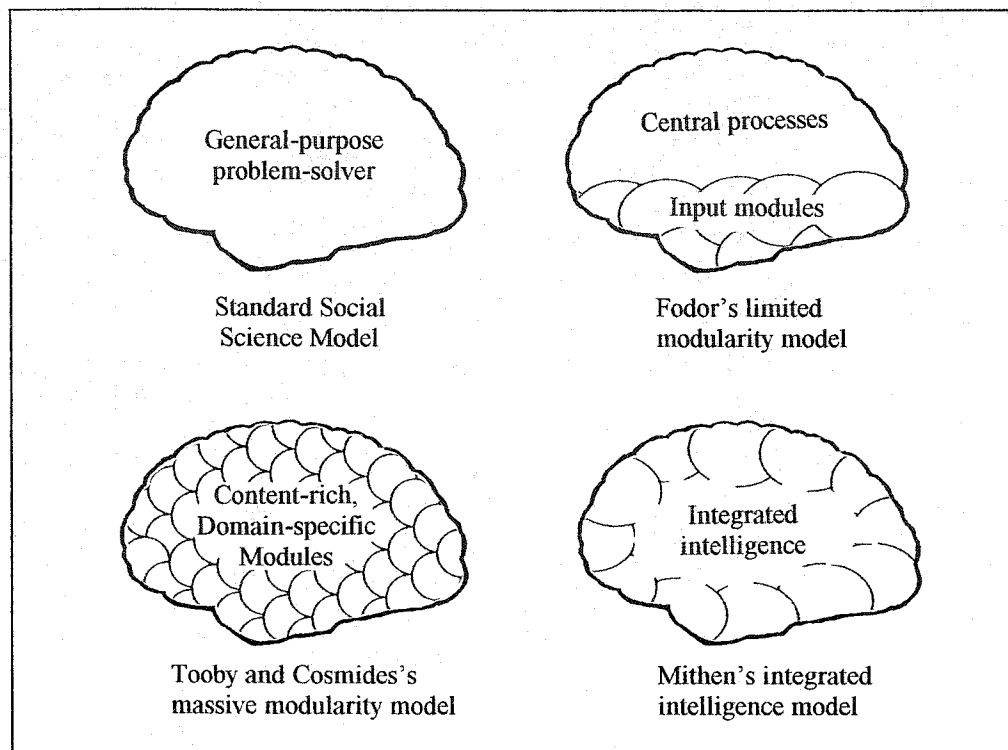 General-purpose
problem-solver
Standard Social
Science Model
Central processes
Input modules
Fodor's limited
modularity model
Content-rich,
Domain-specific
Modules
Tooby and Cosmides's
massive modularity model
Integrated
intelligence
Mithen's integrated
intelligence model